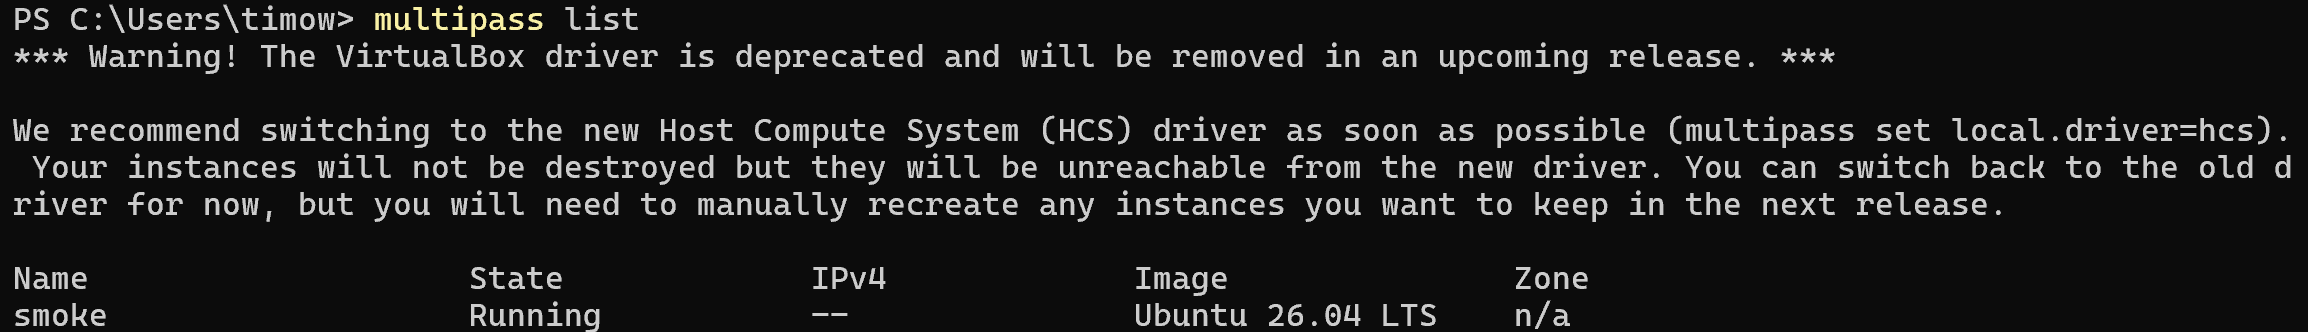 PS C:\Users\timow> multipass list
*** Warning! The VirtualBox driver is deprecated and will be removed in an upcoming release. ***
We recommend switching to the new Host Compute System (HCS) driver as soon as possible (multipass set local.driver=hcs).
 Your instances will not be destroyed but they will be unreachable from the new driver. You can switch back to the old d
river for now, but you will need to manually recreate any instances you want to keep in the next release.
Name                    State             IPv4             Image               Zone
smoke                   Running           --               Ubuntu 26.04 LTS    n/a